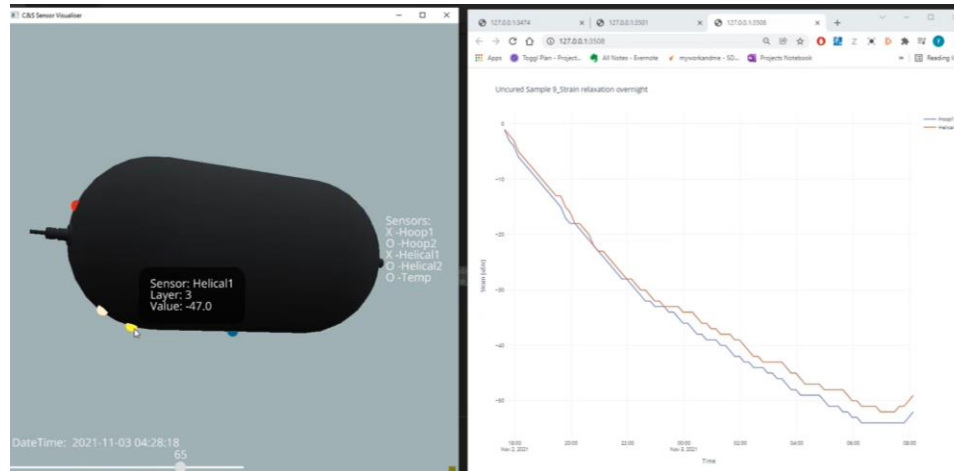 C&S Sensor Visualiser
Sensors:
X -Hoop1
O -Hoop2
X -Helical1
O -Helical2
O -Temp
Sensor: Helical1
Layer: 3
Value: -47.0
DateTime: 2021-11-03 04:28:18
65
127.0.0.1:3474
127.0.0.1:3501
127.0.0.1:3508
127.0.0.1:3508
Apps
Toggl Plan - Project...
All Notes - Evernote
myworkandme - SD...
Projects Notebook
Reading
Uncured Sample 9_Strain relaxation overnight
Hoop1
Helical
0
−10
−20
−30
−40
−50
18:00
20:00
22:00
00:00
02:00
04:00
06:00
08:00
Nov 2, 2021
Nov 3, 2021
Time